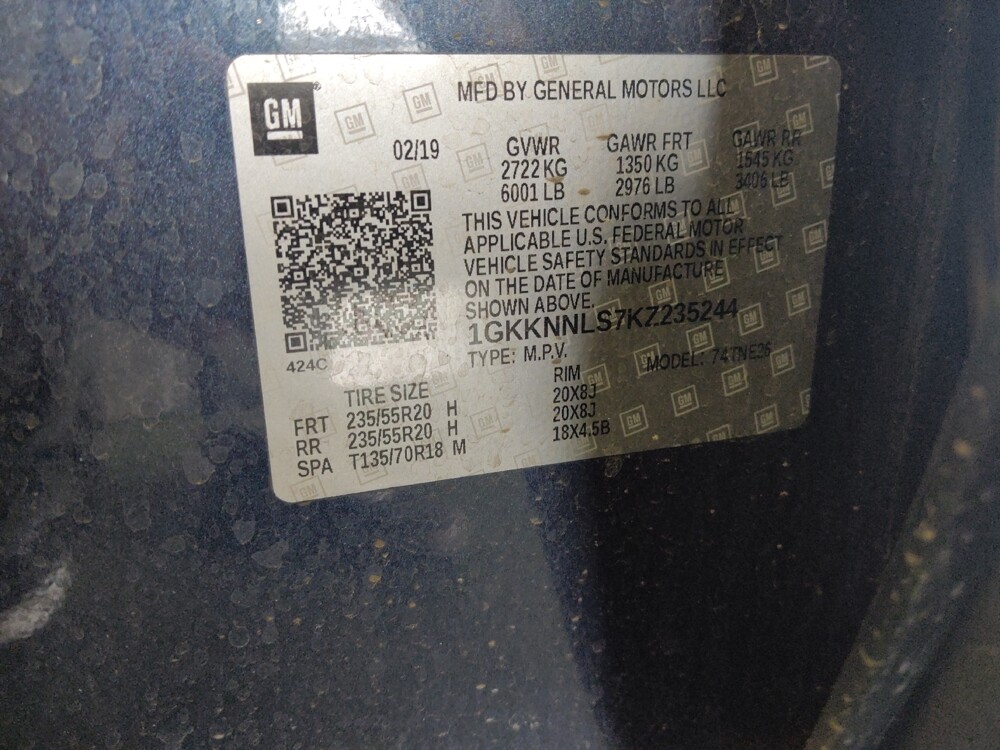 GM
MFD BY GENERAL MOTORS LLC
02/19
GVWR GAWR FRT GAWR RR
2722 KG 1350 KG 1545 KG
6001 LB 2976 LB 3406 LB
THIS VEHICLE CONFORMS TO ALL
APPLICABLE U.S. FEDERAL MOTOR
VEHICLE SAFETY STANDARDS IN EFFECT
ON THE DATE OF MANUFACTURE
SHOWN ABOVE.
1GKKNNLS7KZ235244
424C
TYPE: M.P.V. MODEL: 74TNE26
TIRE SIZE RIM
FRT 235/55R20 H 20X8J
RR 235/55R20 H 20X8J
SPA T135/70R18 M 18X4.5B